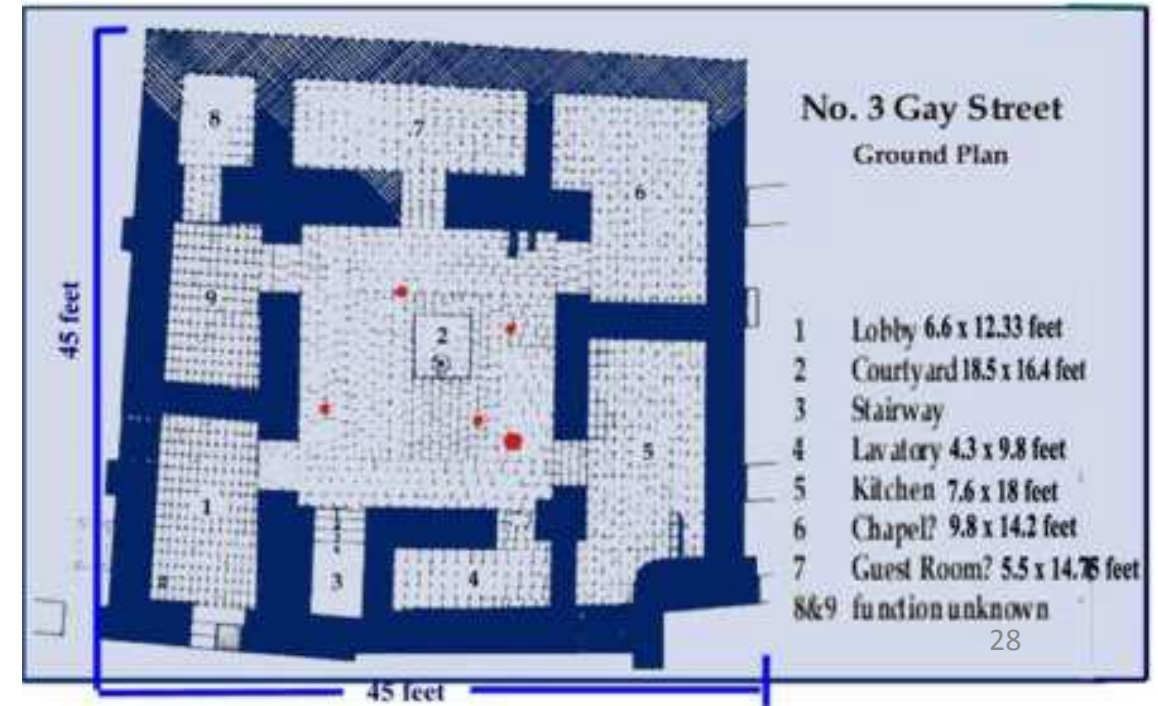 No. 3 Gay Street
Ground Plan
45 feet
8
7
6
9
2
5
1
3
4
1 Lobby 6.6 x 12.33 feet
2 Courtyard 18.5 x 16.4 feet
3 Stairway
4 Lavatory 4.3 x 9.8 feet
5 Kitchen 7.6 x 18 feet
6 Chapel? 9.8 x 14.2 feet
7 Guest Room? 5.5 x 14.75 feet
8&9 function unknown
28
45 feet